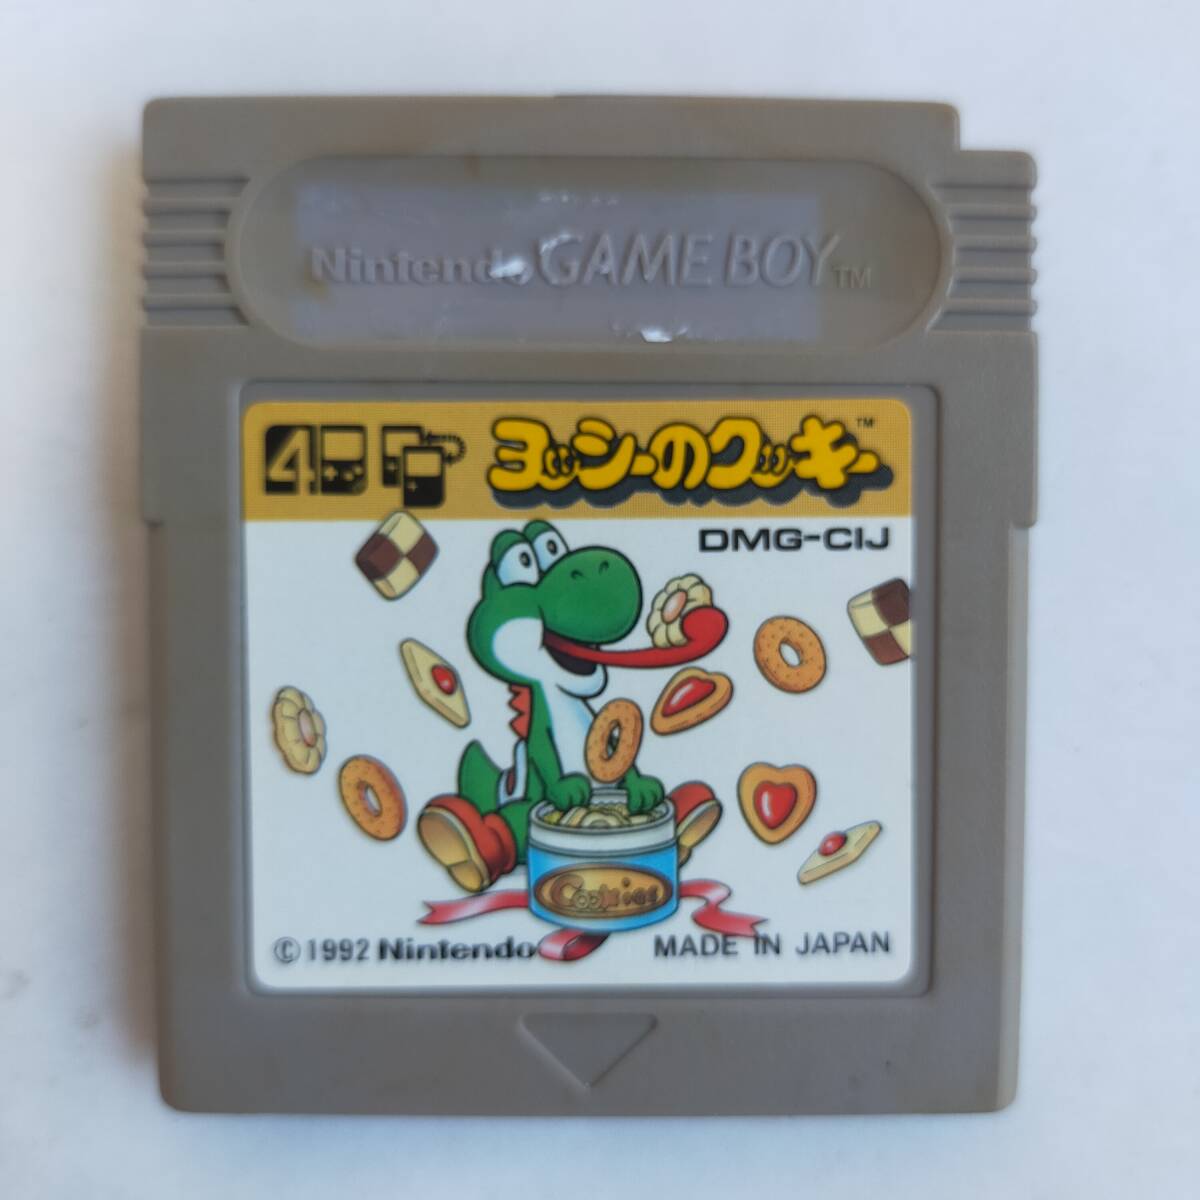 Nintendo GAME BOY TM
4 ヨッシーのクッキー TM
DMG-CIJ
Cookies
© 1992 Nintendo MADE IN JAPAN